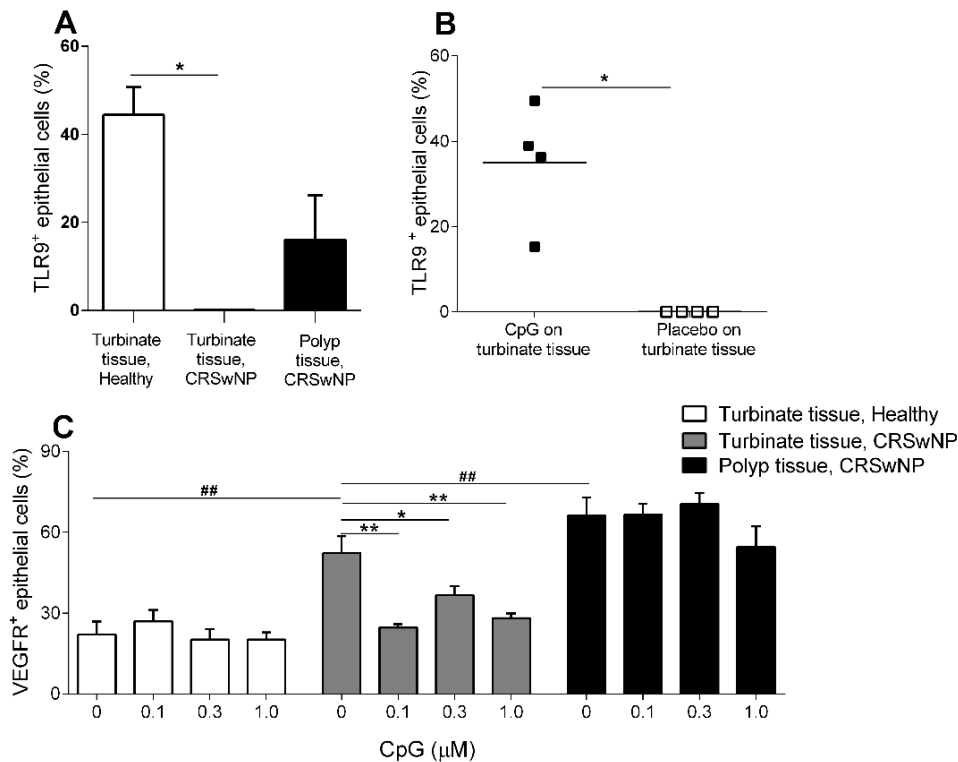 A
TLR9+ epithelial cells (%)
60
40
20
0
*
Turbinate
tissue,
Healthy
Turbinate
tissue,
CRSwNP
Polyp
tissue,
CRSwNP
B
TLR9 + epithelial cells (%)
60
40
20
0
*
CpG on
turbinate tissue
Placebo on
turbinate tissue
C
VEGFR+ epithelial cells (%)
90
60
30
0
Turbinate tissue, Healthy
Turbinate tissue, CRSwNP
Polyp tissue, CRSwNP
##
##
**
*
**
0 0.1 0.3 1.0 0 0.1 0.3 1.0 0 0.1 0.3 1.0
CpG (μM)